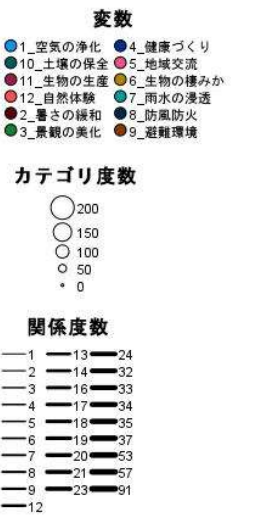 変数
1_空気の浄化 4_健康づくり
10_土壌の保全 5_地域交流
11_生物の生産 6_生物の棲みか
12_自然体験 7_雨水の浸透
2_暑さの緩和 8_防風防火
3_景観の美化 9_避難環境
カテゴリ度数
200
150
100
50
0
関係度数
1 13 24
2 14 32
3 16 33
4 17 34
5 18 35
6 19 37
7 20 53
8 21 57
9 23 91
12